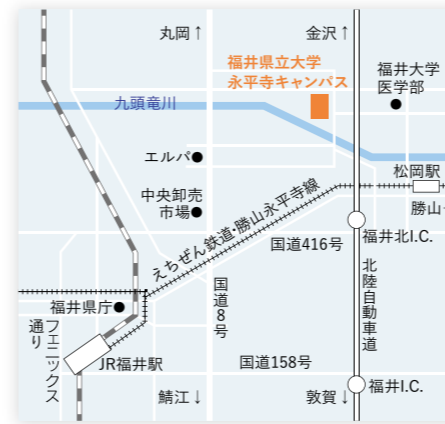 丸岡↑
金沢↑
福井県立大学
永平寺キャンパス
福井大学
医学部
九頭竜川
エルパ
松岡駅
中央卸売
市場
勝山
えちぜん鉄道・勝山永平寺線
国道416号
福井北I.C.
国道8号
北陸自動車道
福井県庁
フェニックス
通り
JR福井駅
国道158号
鯖江↓
敦賀↓
福井I.C.